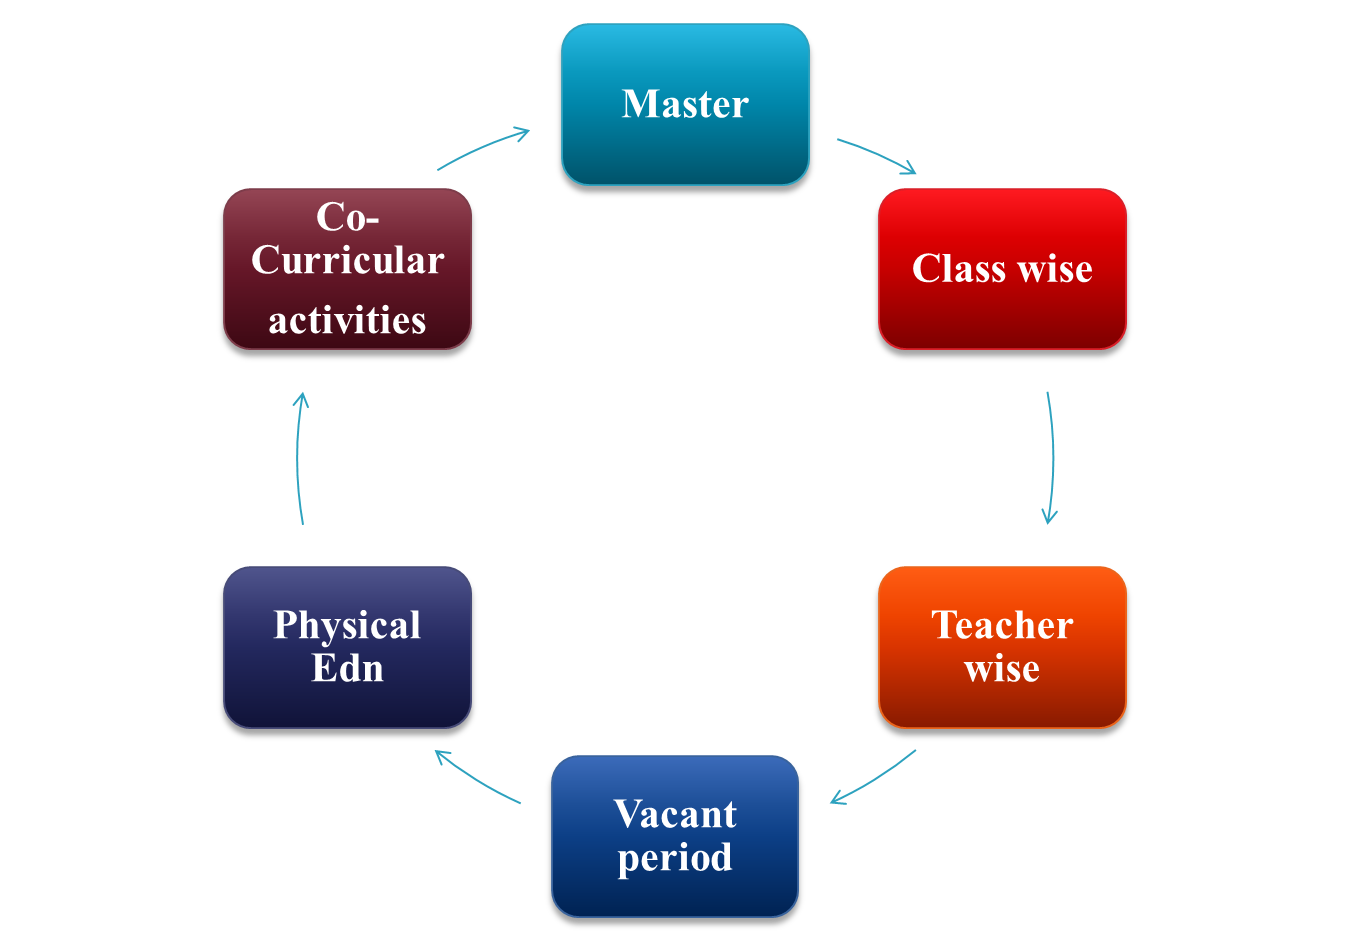 Master
Class wise
Teacher
wise
Vacant
period
Physical
Edn
Co-
Curricular
activities